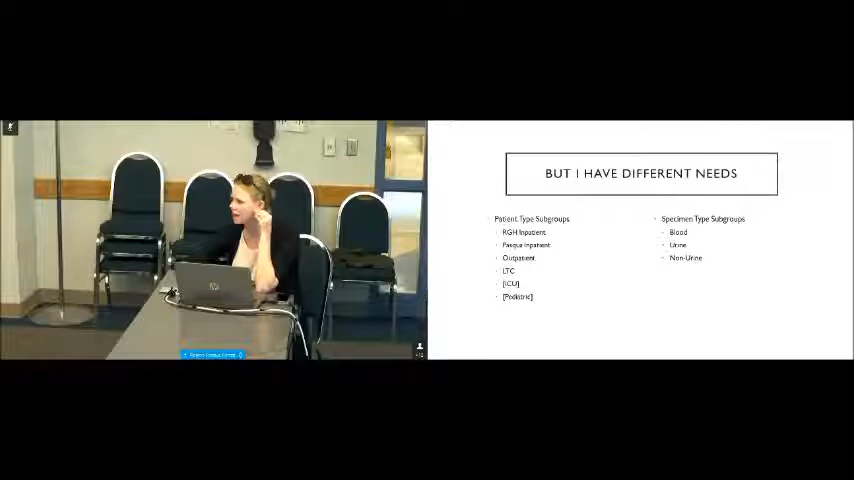 BUT I HAVE DIFFERENT NEEDS
Patient Type Subgroups
RGH Inpatient
Pasqua Inpatient
Outpatient
LTC
[ICU]
[Pediatric]
Specimen Type Subgroups
Blood
Urine
Non-Urine